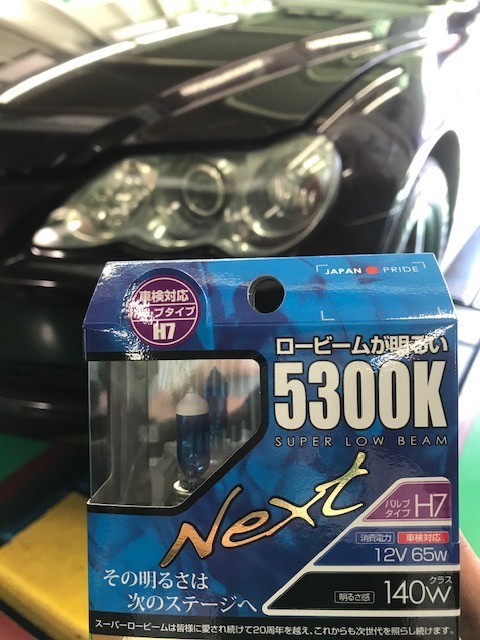 JAPAN PRIDE
車検対応
バルブタイプ
H7
ロービームが明るい
5300K
SUPER LOW BEAM
Next
バルブタイプ H7
消費電力 車検対応
12V 65W
その明るさは
次のステージへ
明るさ感 140Wクラス
スーパーロービームは皆様に愛され続けて20周年を越え、これからも次世代を照らし続けます。